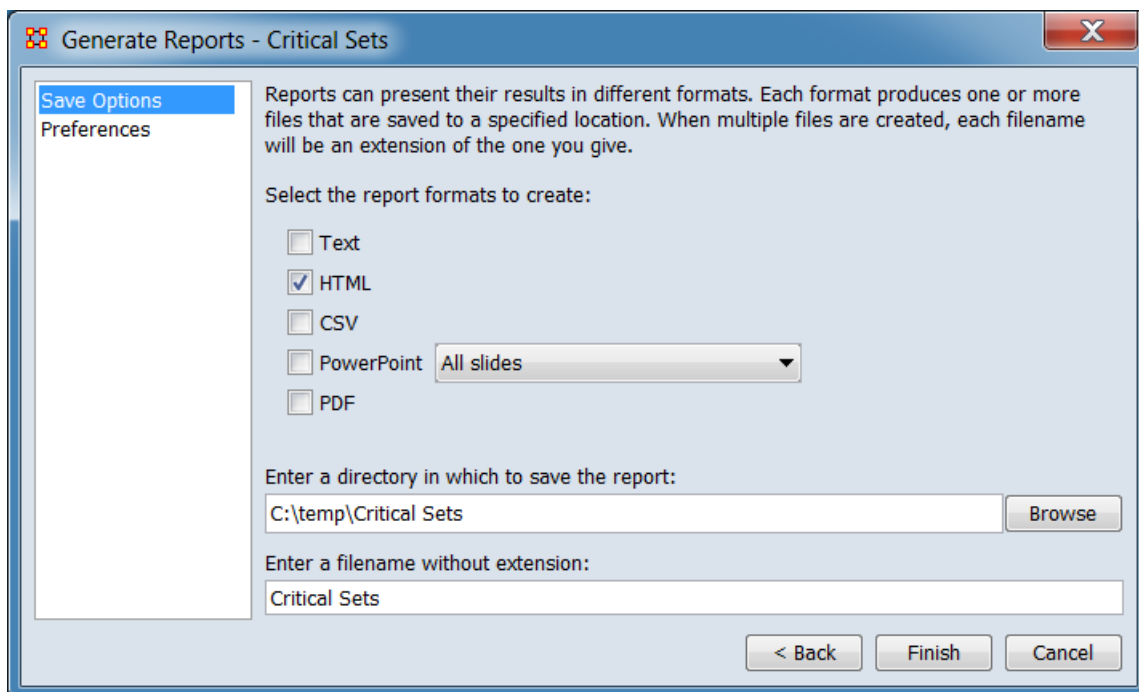 Generate Reports - Critical Sets
X
Save Options
Preferences
Reports can present their results in different formats. Each format produces one or more
files that are saved to a specified location. When multiple files are created, each filename
will be an extension of the one you give.
Select the report formats to create:
Text
HTML
CSV
PowerPoint All slides
PDF
Enter a directory in which to save the report:
C:\temp\Critical Sets Browse
Enter a filename without extension:
Critical Sets
< Back Finish Cancel